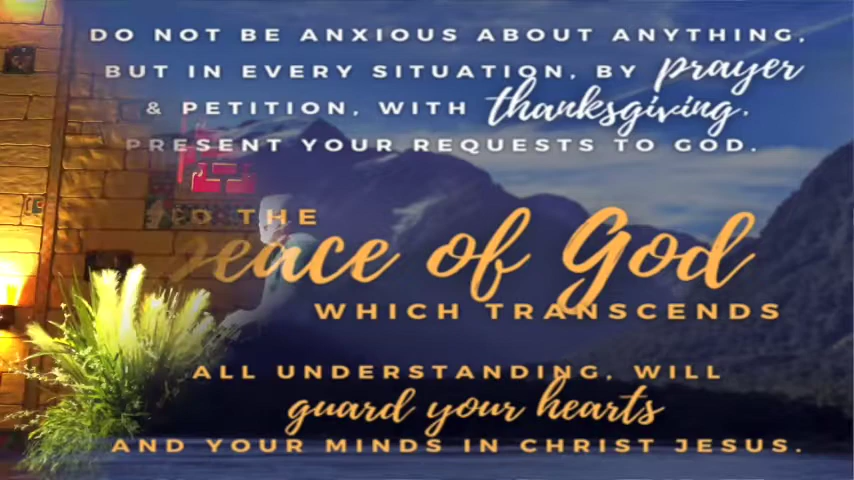 DO NOT BE ANXIOUS ABOUT ANYTHING,
BUT IN EVERY SITUATION, BY prayer
& PETITION, WITH thanksgiving,
PRESENT YOUR REQUESTS TO GOD.
THE
peace of God
WHICH TRANSCENDS
ALL UNDERSTANDING, WILL
guard your hearts
AND YOUR MINDS IN CHRIST JESUS.